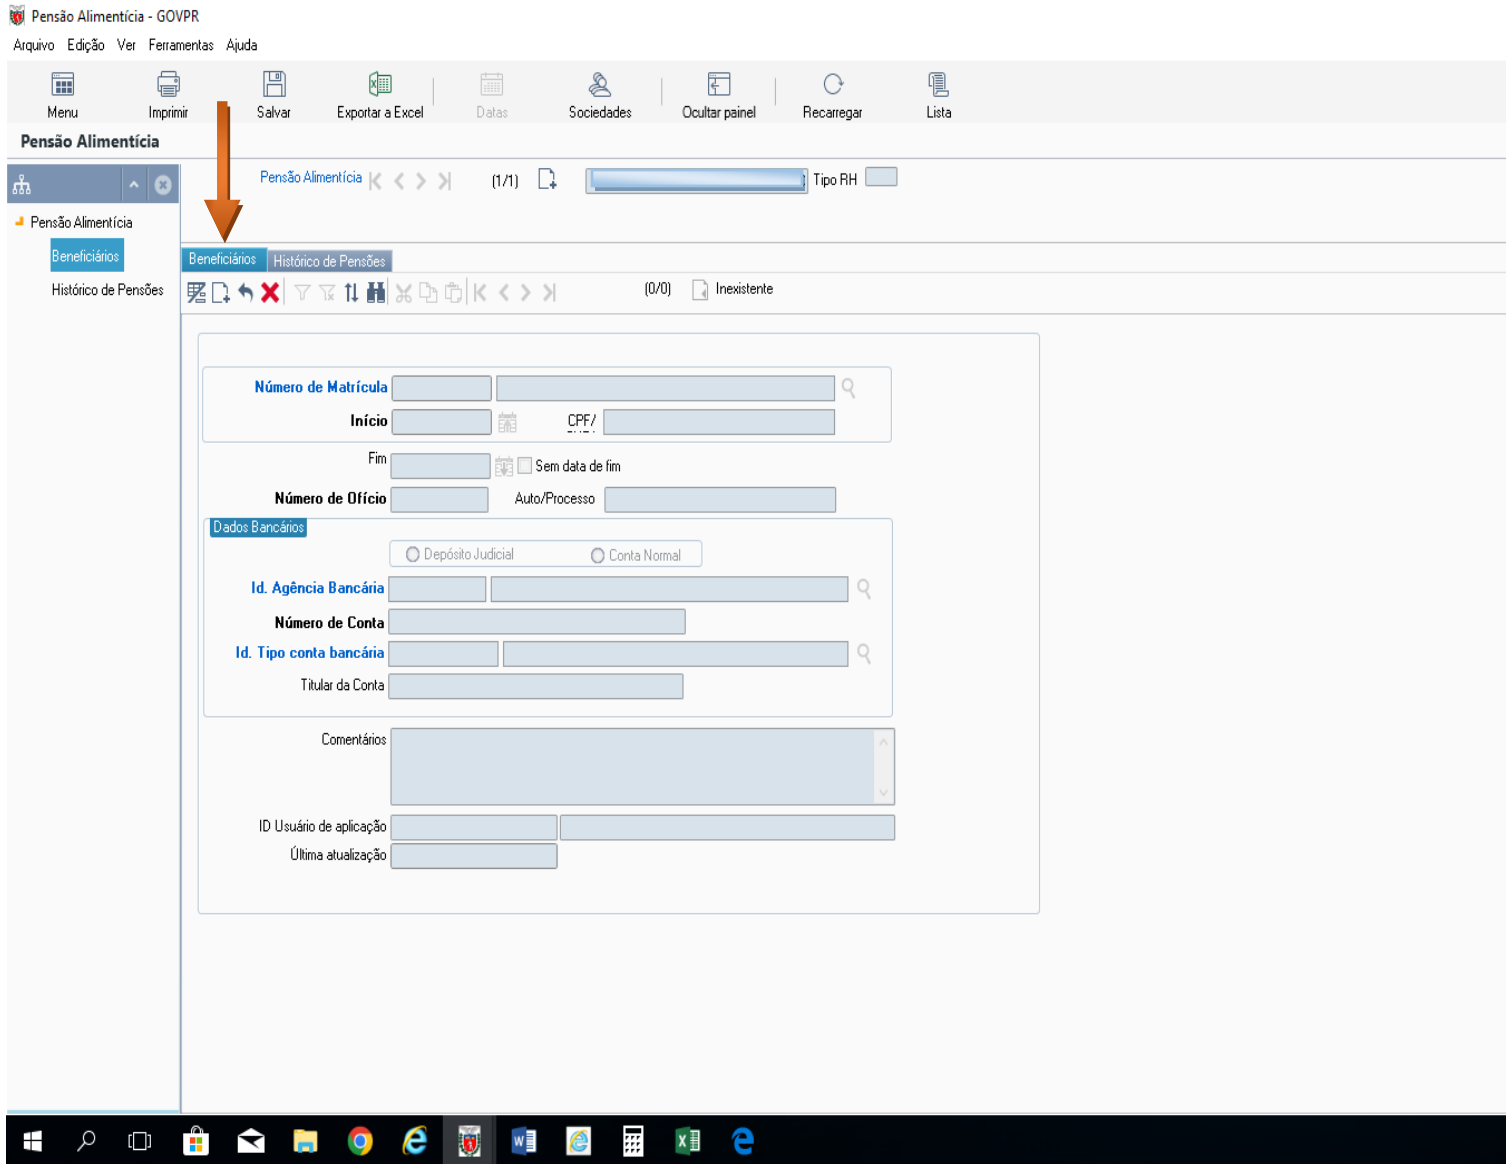 Pensão Alimentícia - GOVPR
Arquivo Edição Ver Ferramentas Ajuda
Menu Imprimir Salvar Exportar a Excel Datas Sociedades Ocultar painel Recarregar Lista
Pensão Alimentícia
Pensão Alimentícia (1/1) Tipo RH
Pensão Alimentícia
Beneficiários
Histórico de Pensões
Beneficiários Histórico de Pensões
(0/0) Inexistente
Número de Matrícula
Início CPF/
Fim Sem data de fim
Número de Ofício Auto/Processo
Dados Bancários
Depósito Judicial Conta Normal
Id. Agência Bancária
Número de Conta
Id. Tipo conta bancária
Titular da Conta
Comentários
ID Usuário de aplicação
Última atualização